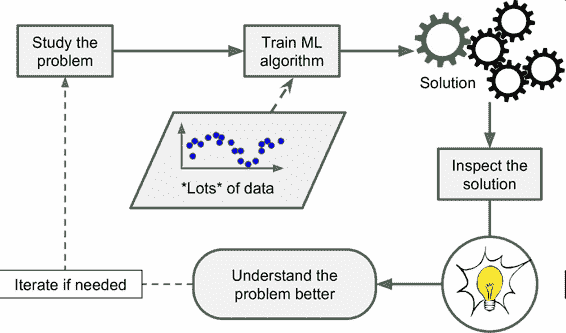 Study the
problem
Train ML
algorithm
Solution
*Lots* of data
Inspect the
solution
Understand the
problem better
Iterate if needed